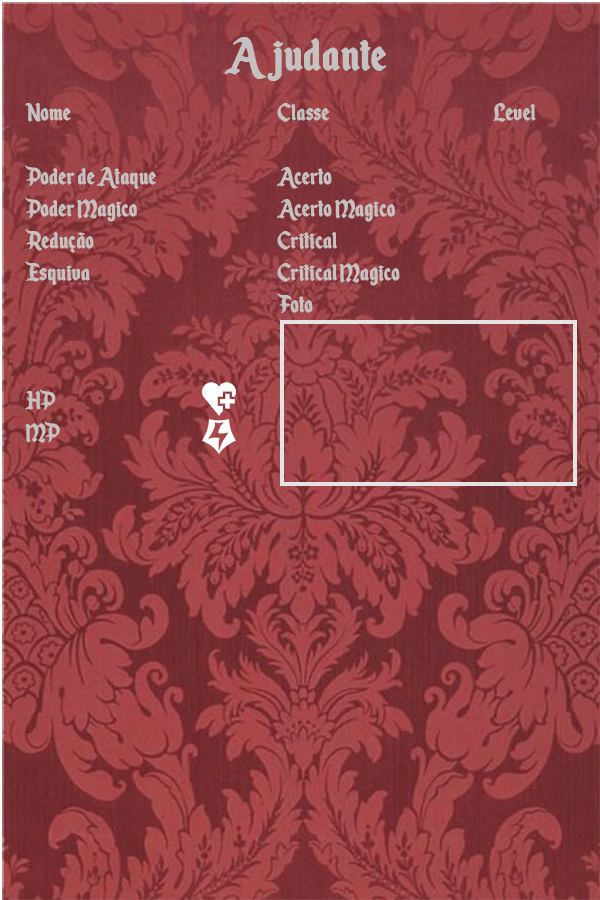 Ajudante
Nome Classe Level
Poder de Ataque Acerto
Poder Magico Acerto Magico
Redução Critical
Esquiva Critical Magico
Foto
HP
MP